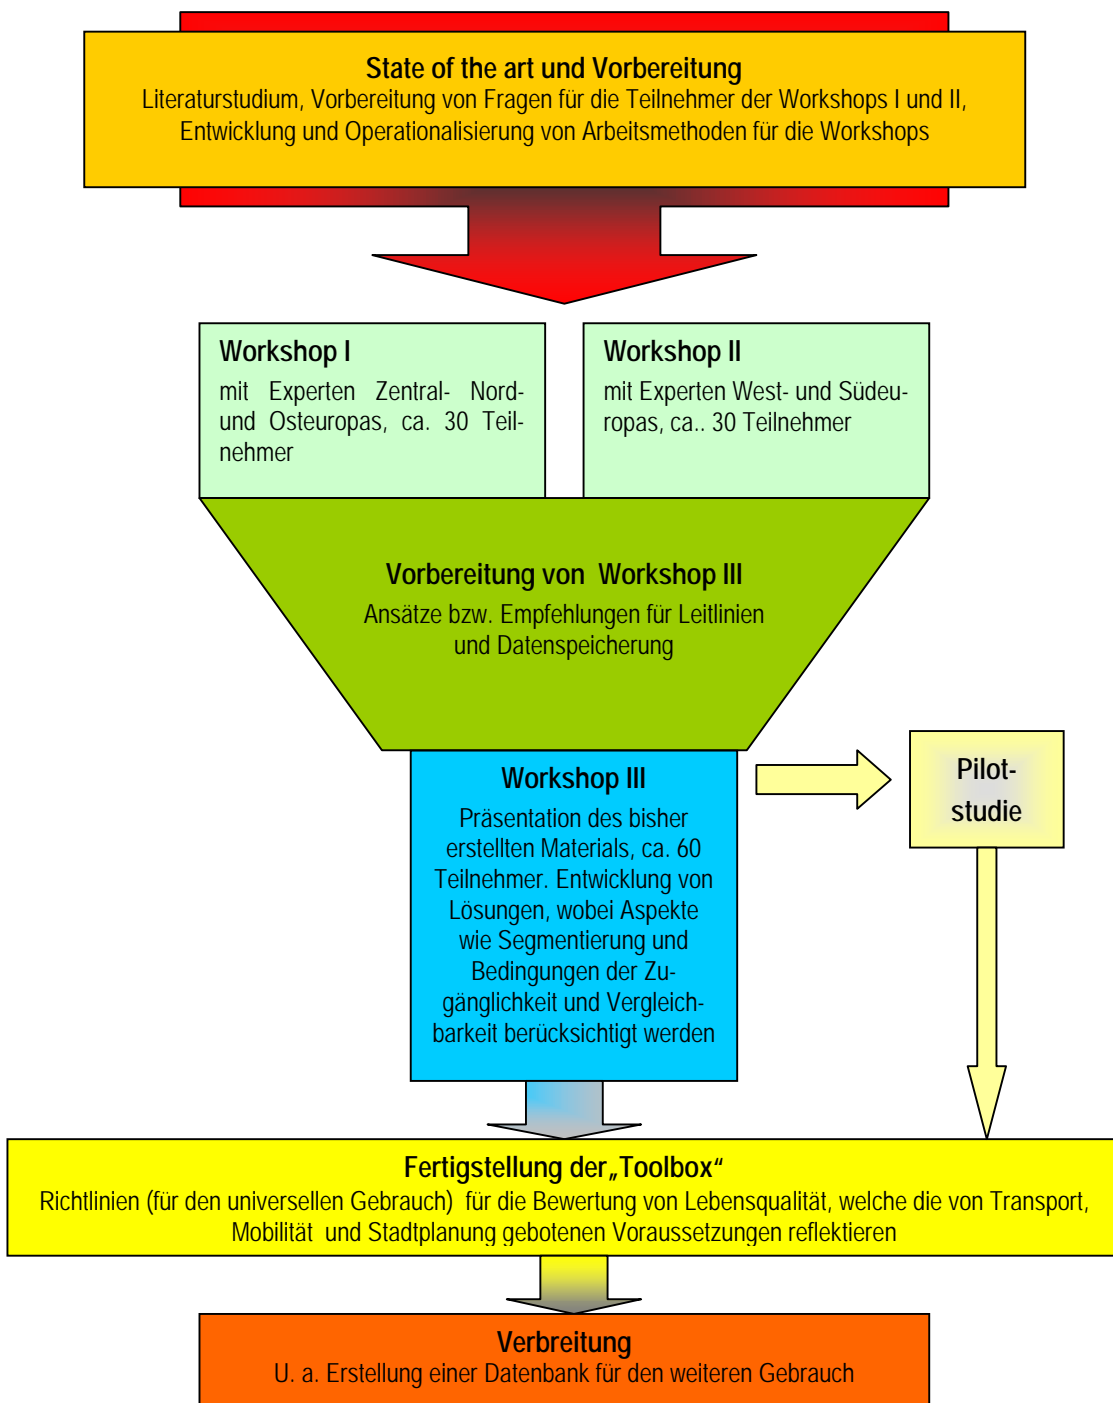 State of the art und Vorbereitung
Literaturstudium, Vorbereitung von Fragen für die Teilnehmer der Workshops I und II,
Entwicklung und Operationalisierung von Arbeitsmethoden für die Workshops
Workshop I
mit Experten Zentral- Nord-
und Osteuropas, ca. 30 Teil-
nehmer
Workshop II
mit Experten West- und Südeu-
ropas, ca.. 30 Teilnehmer
Vorbereitung von Workshop III
Ansätze bzw. Empfehlungen für Leitlinien
und Datenspeicherung
Workshop III
Präsentation des bisher
erstellten Materials, ca. 60
Teilnehmer. Entwicklung von
Lösungen, wobei Aspekte
wie Segmentierung und
Bedingungen der Zu-
gänglichkeit und Vergleich-
barkeit berücksichtigt werden
Pilot-
studie
Fertigstellung der „Toolbox“
Richtlinien (für den universellen Gebrauch) für die Bewertung von Lebensqualität, welche die von Transport,
Mobilität und Stadtplanung gebotenen Voraussetzungen reflektieren
Verbreitung
U. a. Erstellung einer Datenbank für den weiteren Gebrauch